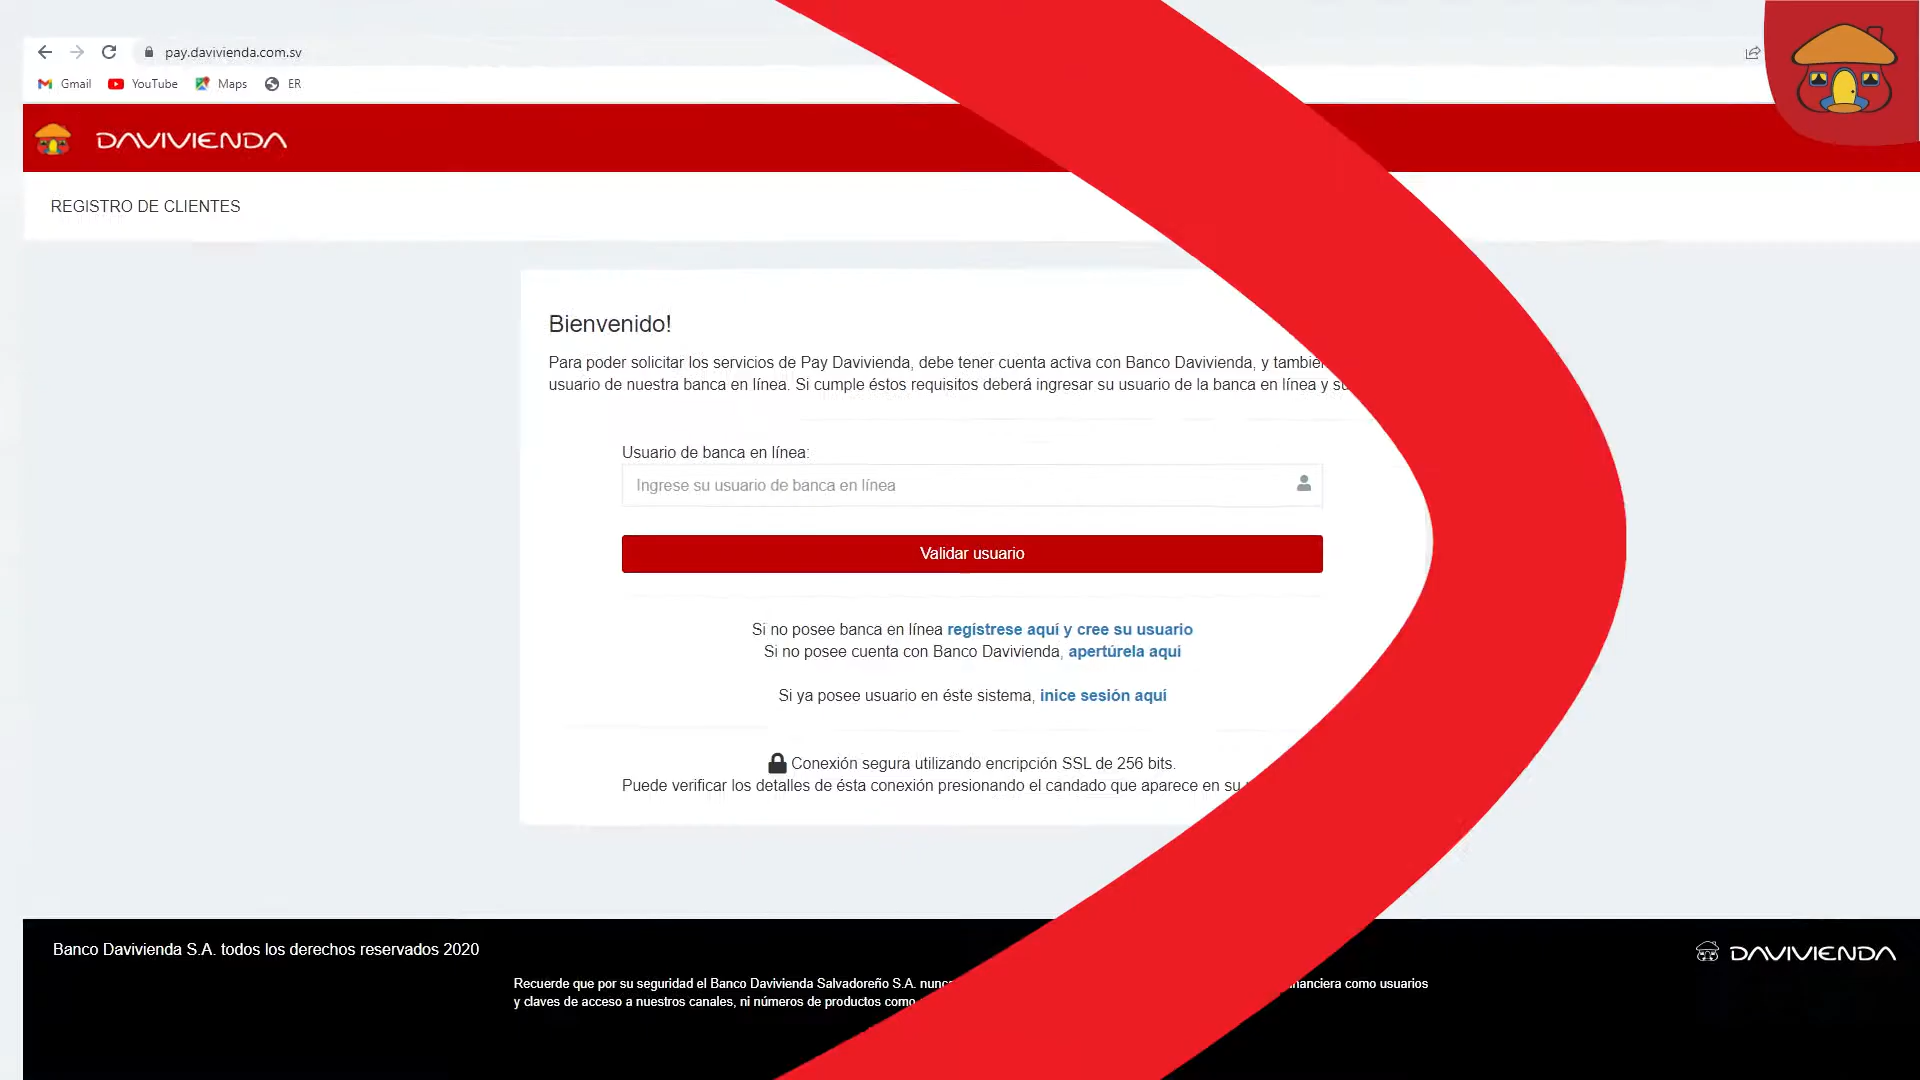 pay.davivienda.com.sv
Gmail YouTube Maps ER
DAVIVIENDA
REGISTRO DE CLIENTES
Bienvenido!
Para poder solicitar los servicios de Pay Davivienda, debe tener cuenta activa con Banco Davivienda, y
usuario de nuestra banca en línea. Si cumple éstos requisitos deberá ingresar su usuario de la banca en línea y
Usuario de banca en línea:
Ingrese su usuario de banca en línea
Validar usuario
Si no posee banca en línea regístrese aquí y cree su usuario
Si no posee cuenta con Banco Davivienda, apertúrela aquí
Si ya posee usuario en éste sistema, inice sesión aquí
Conexión segura utilizando encripción SSL de 256 bits.
Puede verificar los detalles de ésta conexión presionando el candado que aparece en su
Banco Davivienda S.A. todos los derechos reservados 2020
DAVIVIENDA
Recuerde que por su seguridad el Banco Davivienda Salvadoreño S.A. como usuarios
y claves de acceso a nuestros canales, ni números de productos como